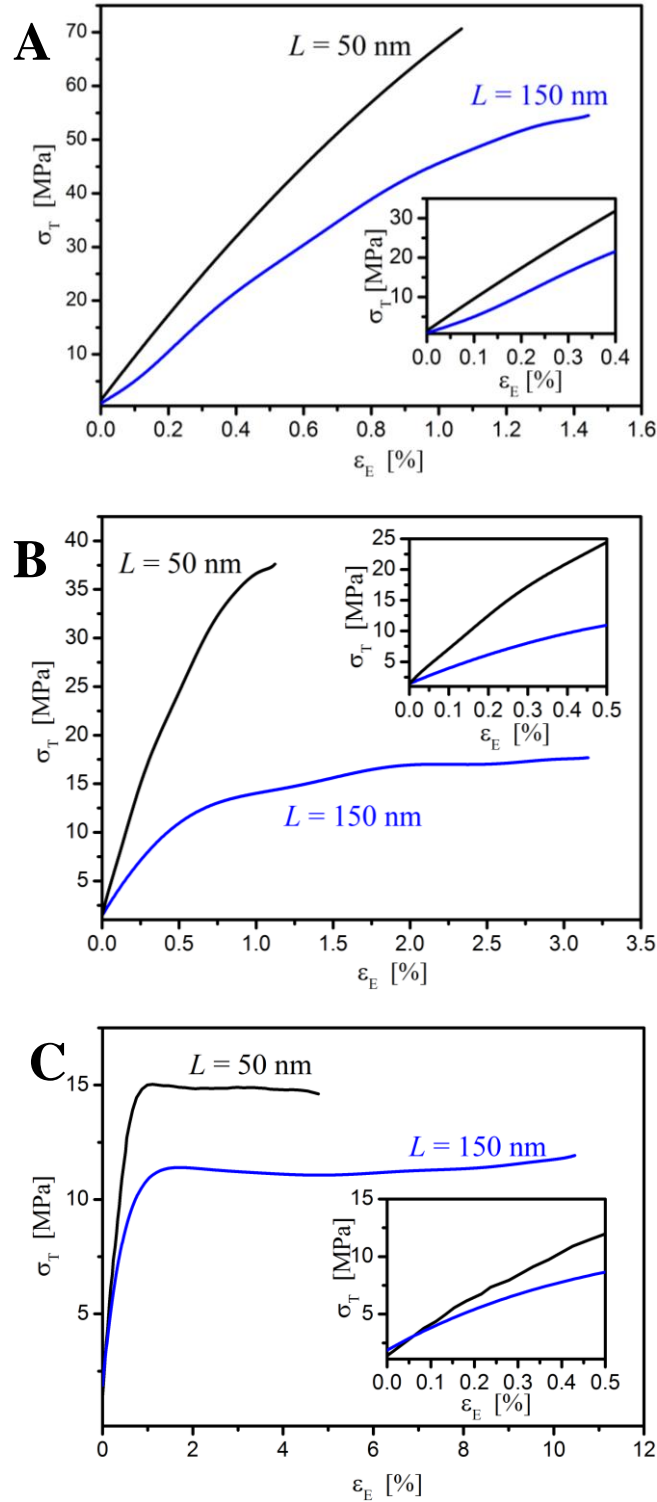 A
70
60
50
40
30
20
10
σT [MPa]
L = 50 nm
L = 150 nm
30
20
10
σT [MPa]
0.0 0.1 0.2 0.3 0.4
εE [%]
0.0 0.2 0.4 0.6 0.8 1.0 1.2 1.4 1.6
εE [%]
B
40
35
30
25
20
15
10
5
σT [MPa]
L = 50 nm
L = 150 nm
25
20
15
10
5
σT [MPa]
0.0 0.1 0.2 0.3 0.4 0.5
εE [%]
0.0 0.5 1.0 1.5 2.0 2.5 3.0 3.5
εE [%]
C
15
10
5
σT [MPa]
L = 50 nm
L = 150 nm
15
10
5
σT [MPa]
0.0 0.1 0.2 0.3 0.4 0.5
εE [%]
0 2 4 6 8 10 12
εE [%]